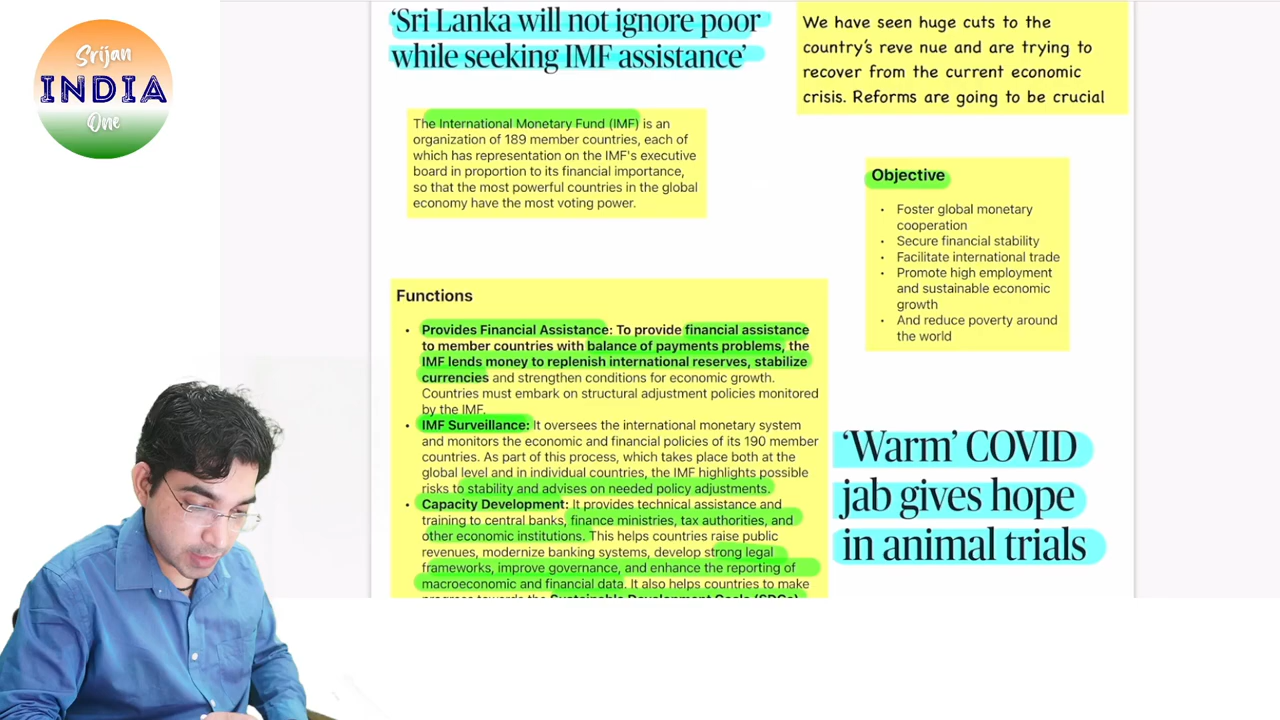 Srijan
INDIA
One
‘Sri Lanka will not ignore poor
while seeking IMF assistance’
We have seen huge cuts to the
country’s reve nue and are trying to
recover from the current economic
crisis. Reforms are going to be crucial
The International Monetary Fund (IMF) is an
organization of 189 member countries, each of
which has representation on the IMF's executive
board in proportion to its financial importance,
so that the most powerful countries in the global
economy have the most voting power.
Objective
• Foster global monetary
cooperation
• Secure financial stability
• Facilitate international trade
• Promote high employment
and sustainable economic
growth
• And reduce poverty around
the world
Functions
• Provides Financial Assistance: To provide financial assistance
to member countries with balance of payments problems, the
IMF lends money to replenish international reserves, stabilize
currencies and strengthen conditions for economic growth.
Countries must embark on structural adjustment policies monitored
by the IMF.
• IMF Surveillance: It oversees the international monetary system
and monitors the economic and financial policies of its 190 member
countries. As part of this process, which takes place both at the
global level and in individual countries, the IMF highlights possible
risks to stability and advises on needed policy adjustments.
• Capacity Development: It provides technical assistance and
training to central banks, finance ministries, tax authorities, and
other economic institutions. This helps countries raise public
revenues, modernize banking systems, develop strong legal
frameworks, improve governance, and enhance the reporting of
macroeconomic and financial data. It also helps countries to make
progress towards the Sustainable Development Goals (SDGs)
‘Warm’ COVID
jab gives hope
in animal trials